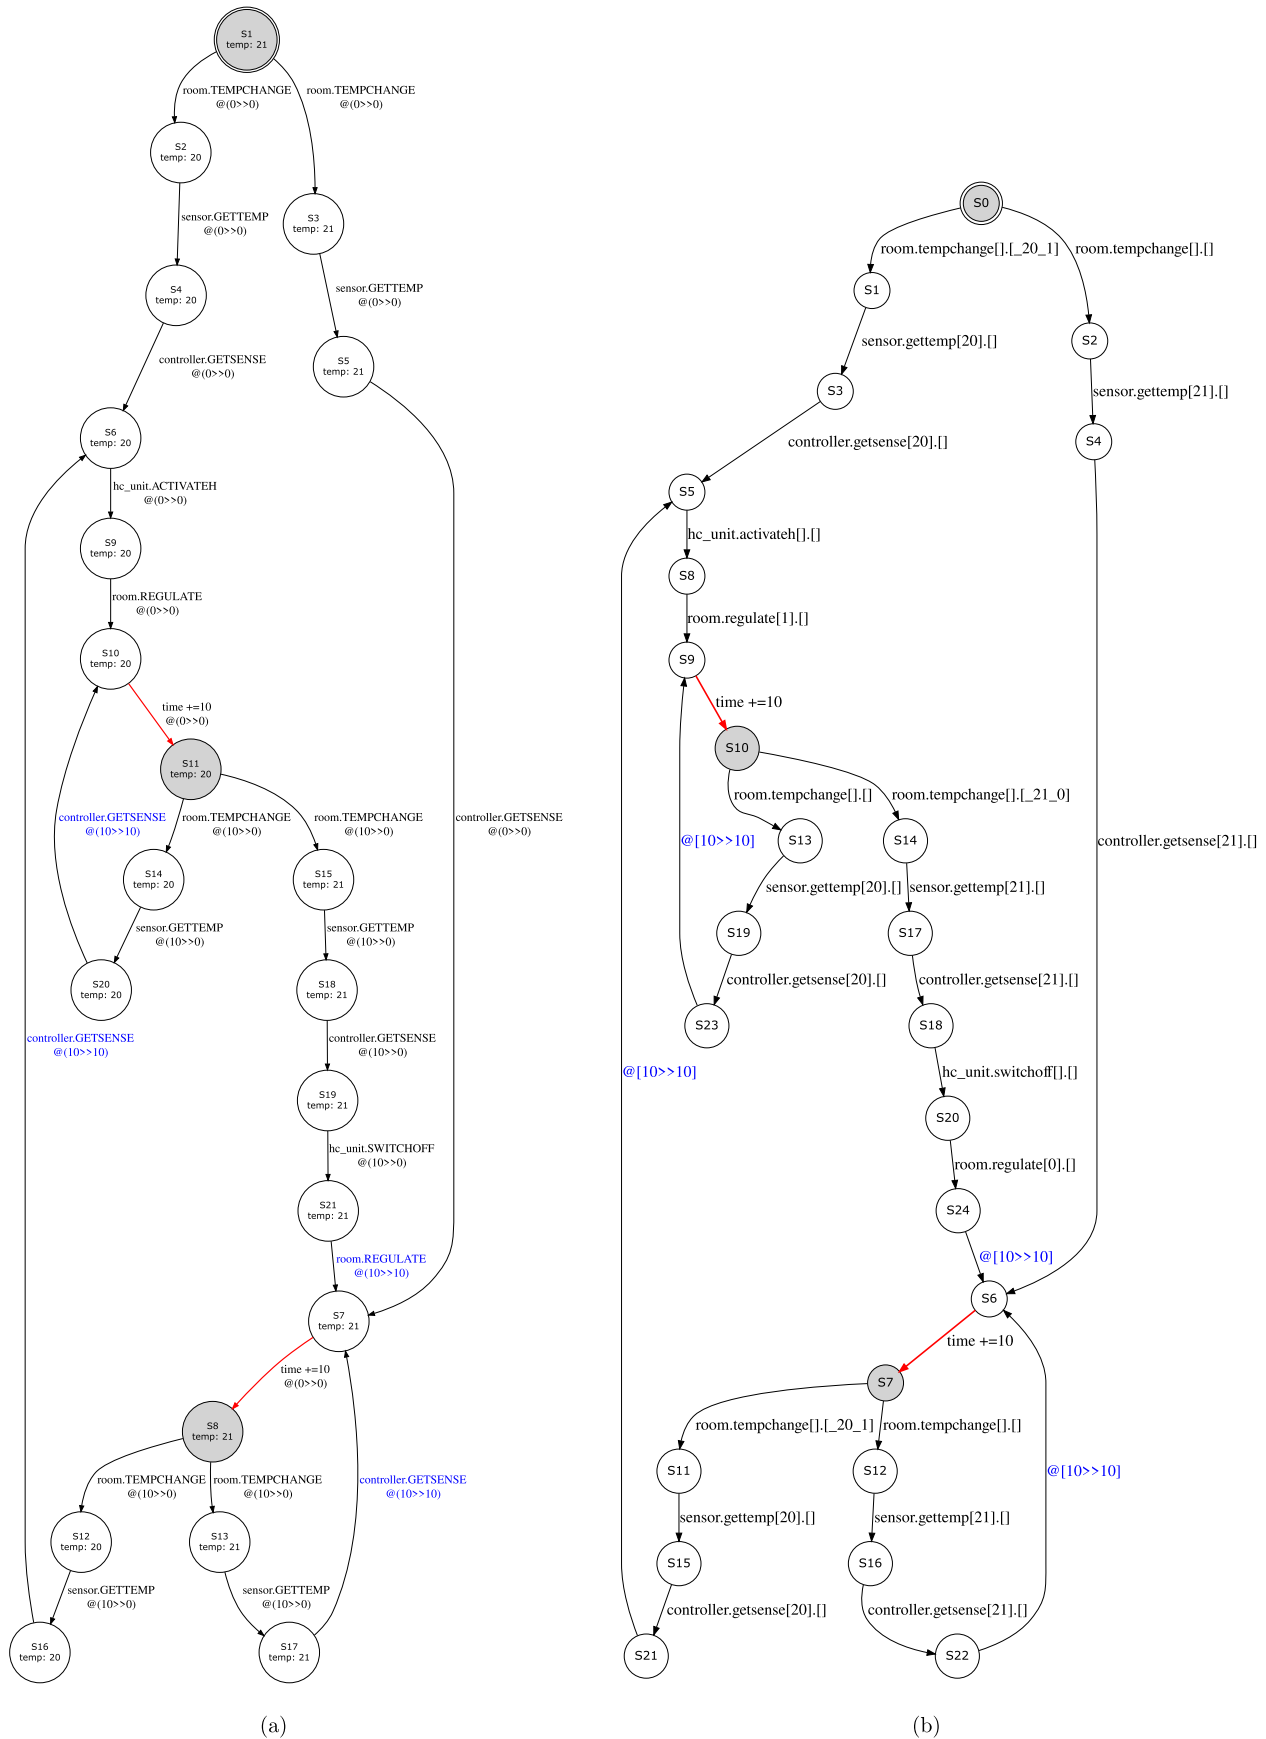 S1
temp: 21
room.TEMPCHANGE
@(0>>0)
room.TEMPCHANGE
@(0>>0)
S2
temp: 20
sensor.GETTEMP
@(0>>0)
S3
temp: 21
S4
temp: 20
sensor.GETTEMP
@(0>>0)
controller.GETSENSE
@(0>>0)
S5
temp: 21
S6
temp: 20
hc_unit.ACTIVATEH
@(0>>0)
S9
temp: 20
room.REGULATE
@(0>>0)
S10
temp: 20
time +=10
@(0>>0)
S11
temp: 20
controller.GETSENSE
@(10>>10)
room.TEMPCHANGE
@(10>>0)
room.TEMPCHANGE
@(10>>0)
controller.GETSENSE
@(0>>0)
S14
temp: 20
S15
temp: 21
sensor.GETTEMP
@(10>>0)
sensor.GETTEMP
@(10>>0)
S20
temp: 20
S18
temp: 21
controller.GETSENSE
@(10>>10)
controller.GETSENSE
@(10>>0)
S19
temp: 21
hc_unit.SWITCHOFF
@(10>>0)
S21
temp: 21
room.REGULATE
@(10>>10)
S7
temp: 21
time +=10
@(0>>0)
S8
temp: 21
room.TEMPCHANGE
@(10>>0)
room.TEMPCHANGE
@(10>>0)
controller.GETSENSE
@(10>>10)
S12
temp: 20
S13
temp: 21
sensor.GETTEMP
@(10>>0)
sensor.GETTEMP
@(10>>0)
S16
temp: 20
S17
temp: 21
(a)
S0
room.tempchange[].[_20_1]
room.tempchange[].[]
S1
S2
sensor.gettemp[20].[]
S3
sensor.gettemp[21].[]
controller.getsense[20].[]
S4
S5
hc_unit.activateh[].[]
S8
room.regulate[1].[]
S9
time +=10
S10
room.tempchange[].[]
room.tempchange[].[_21_0]
@[10>>10]
S13
S14
controller.getsense[21].[]
sensor.gettemp[20].[]
sensor.gettemp[21].[]
S19
S17
controller.getsense[20].[]
controller.getsense[21].[]
S23
S18
@[10>>10]
hc_unit.switchoff[].[]
S20
room.regulate[0].[]
S24
@[10>>10]
S6
time +=10
S7
room.tempchange[].[_20_1]
room.tempchange[].[]
S11
S12
@[10>>10]
sensor.gettemp[20].[]
sensor.gettemp[21].[]
S15
S16
controller.getsense[20].[]
controller.getsense[21].[]
S21
S22
(b)